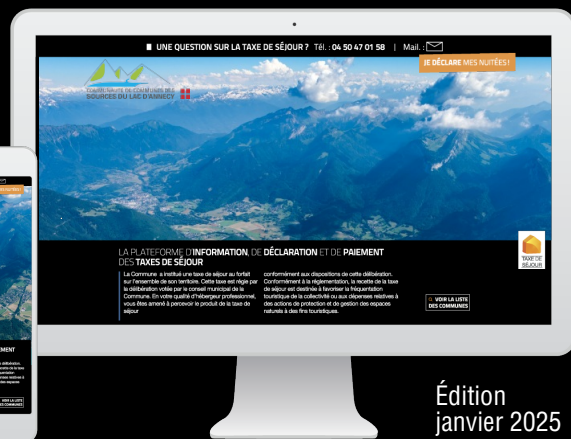 UNE QUESTION SUR LA TAXE DE SÉJOUR ? Tél. : 04 50 47 01 58 | Mail. :
JE DÉCLARE MES NUITÉES !
COMMUNAUTÉ DE COMMUNES DES
SOURCES DU LAC D'ANNECY
LA PLATEFORME D'INFORMATION, DE DÉCLARATION ET DE PAIEMENT
DES TAXES DE SÉJOUR
La Commune a institué une taxe de séjour au forfait
sur l'ensemble de son territoire. Cette taxe est régie par
la délibération votée par le conseil municipal de la
Commune. En votre qualité d'hébergeur professionnel,
vous êtes amené à percevoir le produit de la taxe de
séjour
conformément aux dispositions de cette délibération.
Conformément à la réglementation, la recette de la taxe
de séjour est destinée à favoriser la fréquentation
touristique de la collectivité ou aux dépenses relatives à
des actions de protection et de gestion des espaces
naturels à des fins touristiques.
TAXE DE
SÉJOUR
VOIR LA LISTE
DES COMMUNES
Édition
janvier 2025